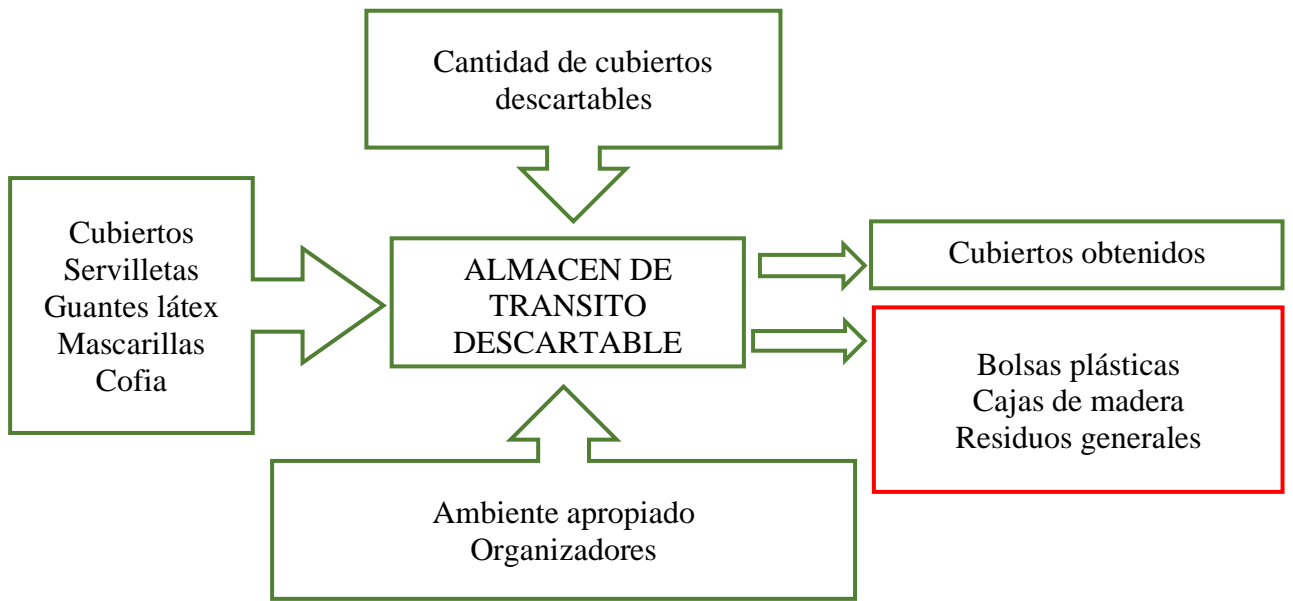 Cantidad de cubiertos
descartables
Cubiertos
Servilletas
Guantes látex
Mascarillas
Cofia
ALMACEN DE
TRANSITO
DESCARTABLE
Cubiertos obtenidos
Bolsas plásticas
Cajas de madera
Residuos generales
Ambiente apropiado
Organizadores